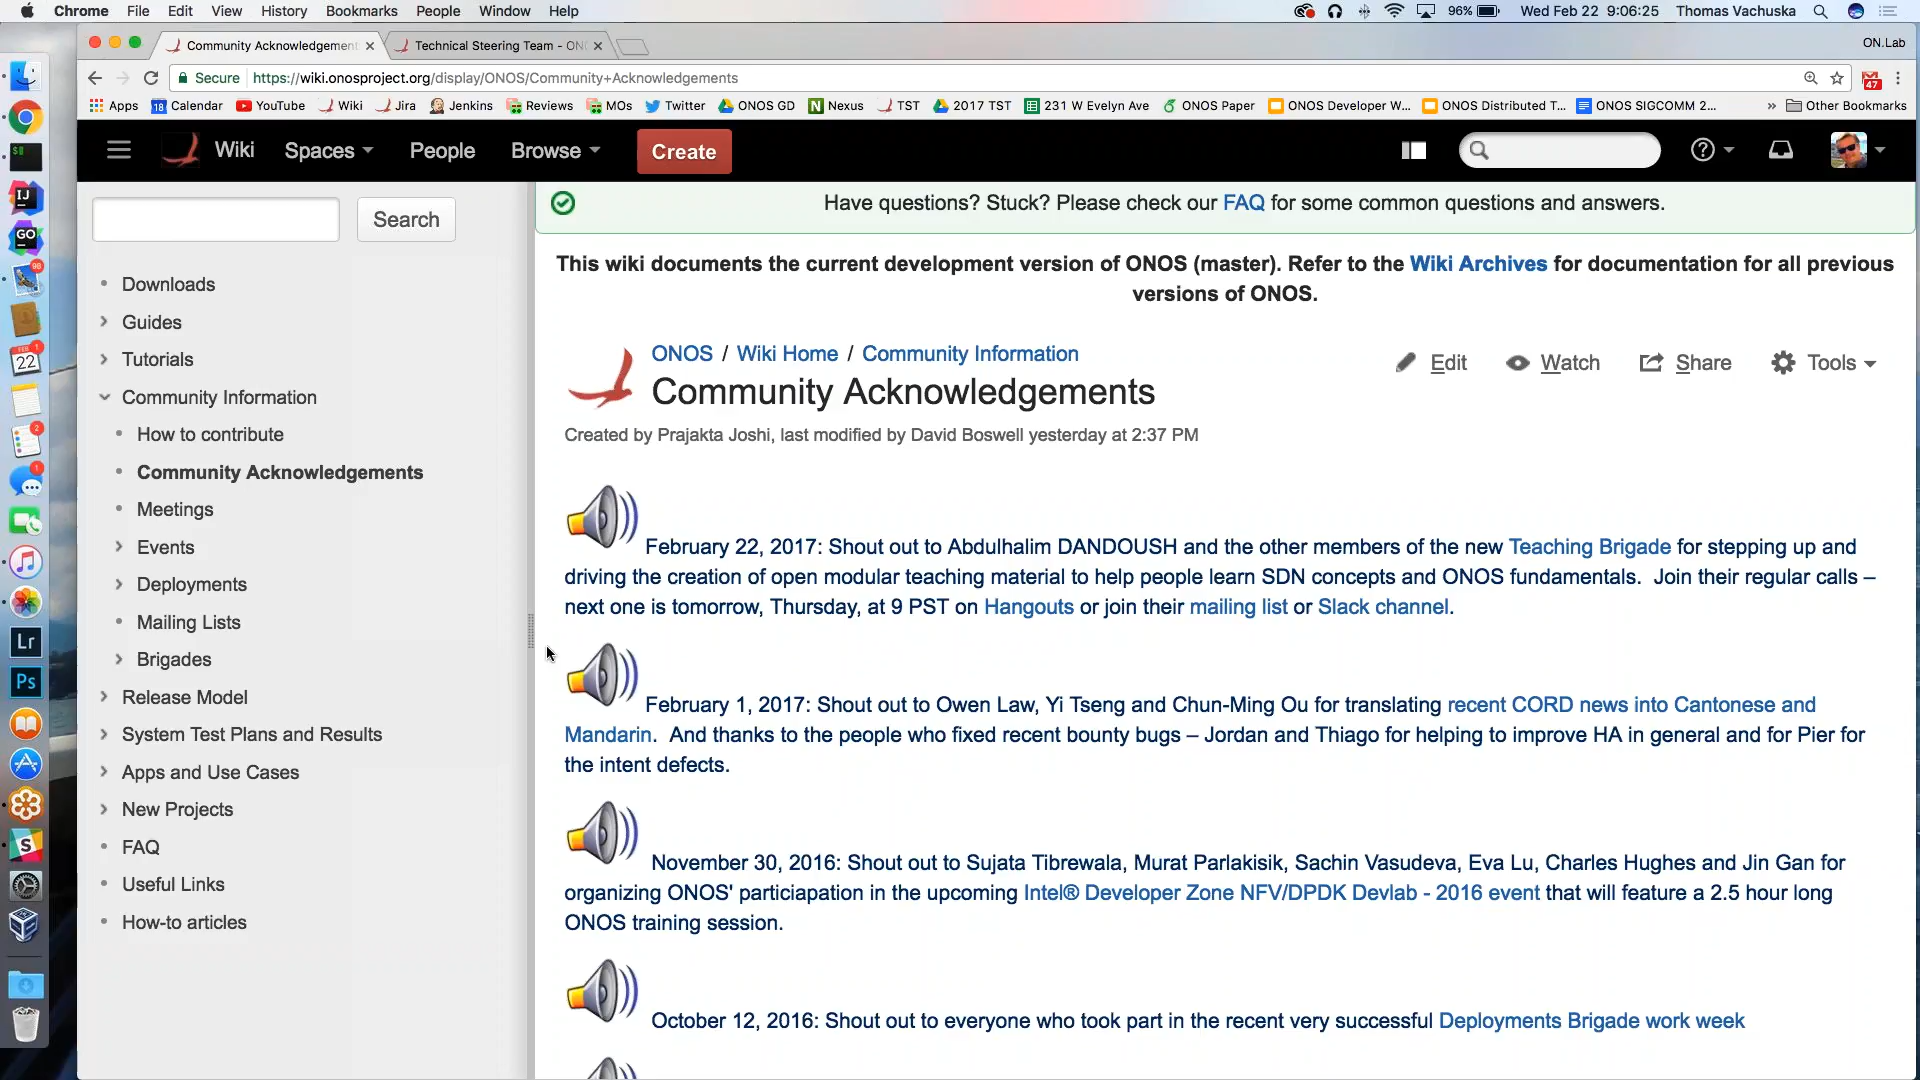 Chrome File Edit View History Bookmarks People Window Help 96% Wed Feb 22 9:06:25 Thomas Vachuska
Community Acknowledgement Technical Steering Team - ON ON.Lab
Secure https://wiki.onosproject.org/display/ONOS/Community+Acknowledgements 47
Apps 18 Calendar YouTube Wiki Jira Jenkins Reviews MOs Twitter ONOS GD Nexus TST 2017 TST 231 W Evelyn Ave ONOS Paper ONOS Developer W... ONOS Distributed T... ONOS SIGCOMM 2... » Other Bookmarks
Wiki Spaces People Browse Create
Search
Have questions? Stuck? Please check our FAQ for some common questions and answers.
This wiki documents the current development version of ONOS (master). Refer to the Wiki Archives for documentation for all previous
versions of ONOS.
Downloads
Guides
Tutorials
Community Information
How to contribute
Community Acknowledgements
Meetings
Events
Deployments
Mailing Lists
Brigades
Release Model
System Test Plans and Results
Apps and Use Cases
New Projects
FAQ
Useful Links
How-to articles
ONOS / Wiki Home / Community Information
Community Acknowledgements
Edit Watch Share Tools
Created by Prajakta Joshi, last modified by David Boswell yesterday at 2:37 PM
February 22, 2017: Shout out to Abdulhalim DANDOUSH and the other members of the new Teaching Brigade for stepping up and
driving the creation of open modular teaching material to help people learn SDN concepts and ONOS fundamentals. Join their regular calls –
next one is tomorrow, Thursday, at 9 PST on Hangouts or join their mailing list or Slack channel.
February 1, 2017: Shout out to Owen Law, Yi Tseng and Chun-Ming Ou for translating recent CORD news into Cantonese and
Mandarin. And thanks to the people who fixed recent bounty bugs – Jordan and Thiago for helping to improve HA in general and for Pier for
the intent defects.
November 30, 2016: Shout out to Sujata Tibrewala, Murat Parlakisik, Sachin Vasudeva, Eva Lu, Charles Hughes and Jin Gan for
organizing ONOS' particiapation in the upcoming Intel® Developer Zone NFV/DPDK Devlab - 2016 event that will feature a 2.5 hour long
ONOS training session.
October 12, 2016: Shout out to everyone who took part in the recent very successful Deployments Brigade work week
IJ
GO
98
FEB 1
22
2
1
Lr
Ps
S